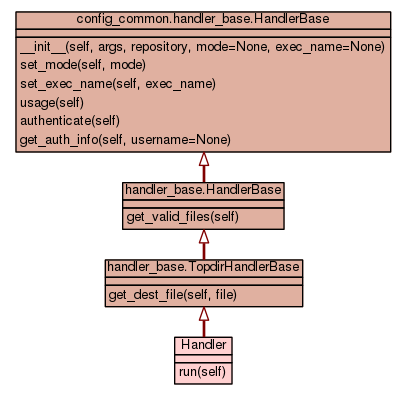 config_common.handler_base.HandlerBase
__init__(self, args, repository, mode=None, exec_name=None)
set_mode(self, mode)
set_exec_name(self, exec_name)
usage(self)
authenticate(self)
get_auth_info(self, username=None)
handler_base.HandlerBase
get_valid_files(self)
handler_base.TopdirHandlerBase
get_dest_file(self, file)
Handler
run(self)